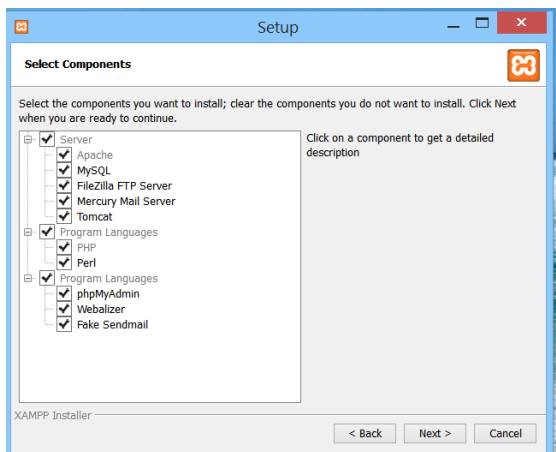 Setup
Select Components
Select the components you want to install; clear the components you do not want to install. Click Next
when you are ready to continue.
Server
Apache
MySQL
FileZilla FTP Server
Mercury Mail Server
Tomcat
Program Languages
PHP
Perl
Program Languages
phpMyAdmin
Webalizer
Fake Sendmail
Click on a component to get a detailed
description
XAMPP Installer
< Back
Next >
Cancel